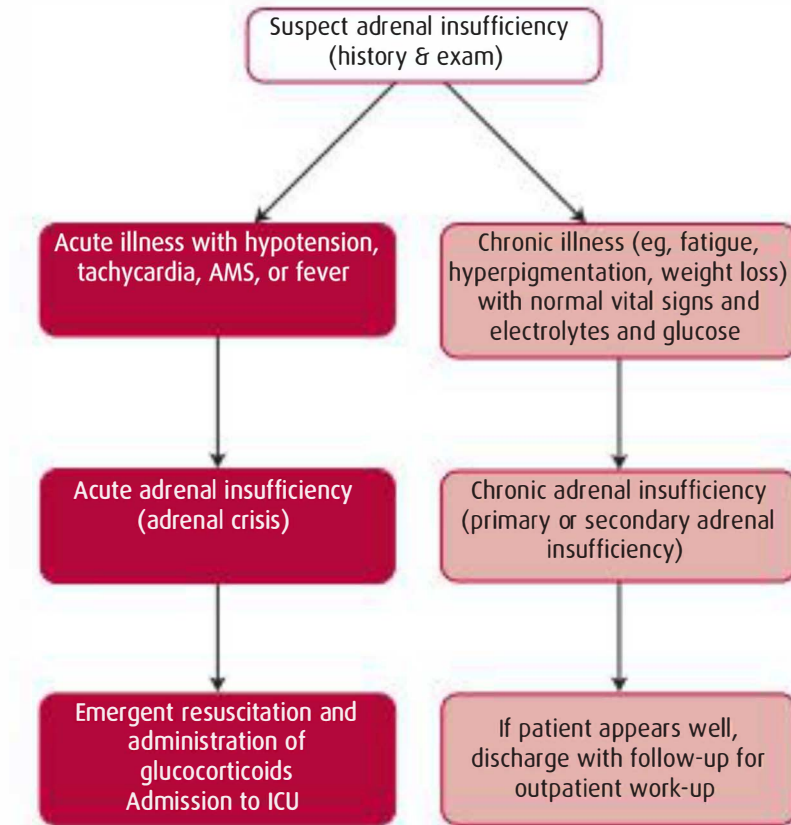 Suspect adrenal insufficiency
(history & exam)
Acute illness with hypotension,
tachycardia, AMS, or fever
Chronic illness (eg, fatigue,
hyperpigmentation, weight loss)
with normal vital signs and
electrolytes and glucose
Acute adrenal insufficiency
(adrenal crisis)
Chronic adrenal insufficiency
(primary or secondary adrenal
insufficiency)
Emergent resuscitation and
administration of
glucocorticoids
Admission to ICU
If patient appears well,
discharge with follow-up for
outpatient work-up